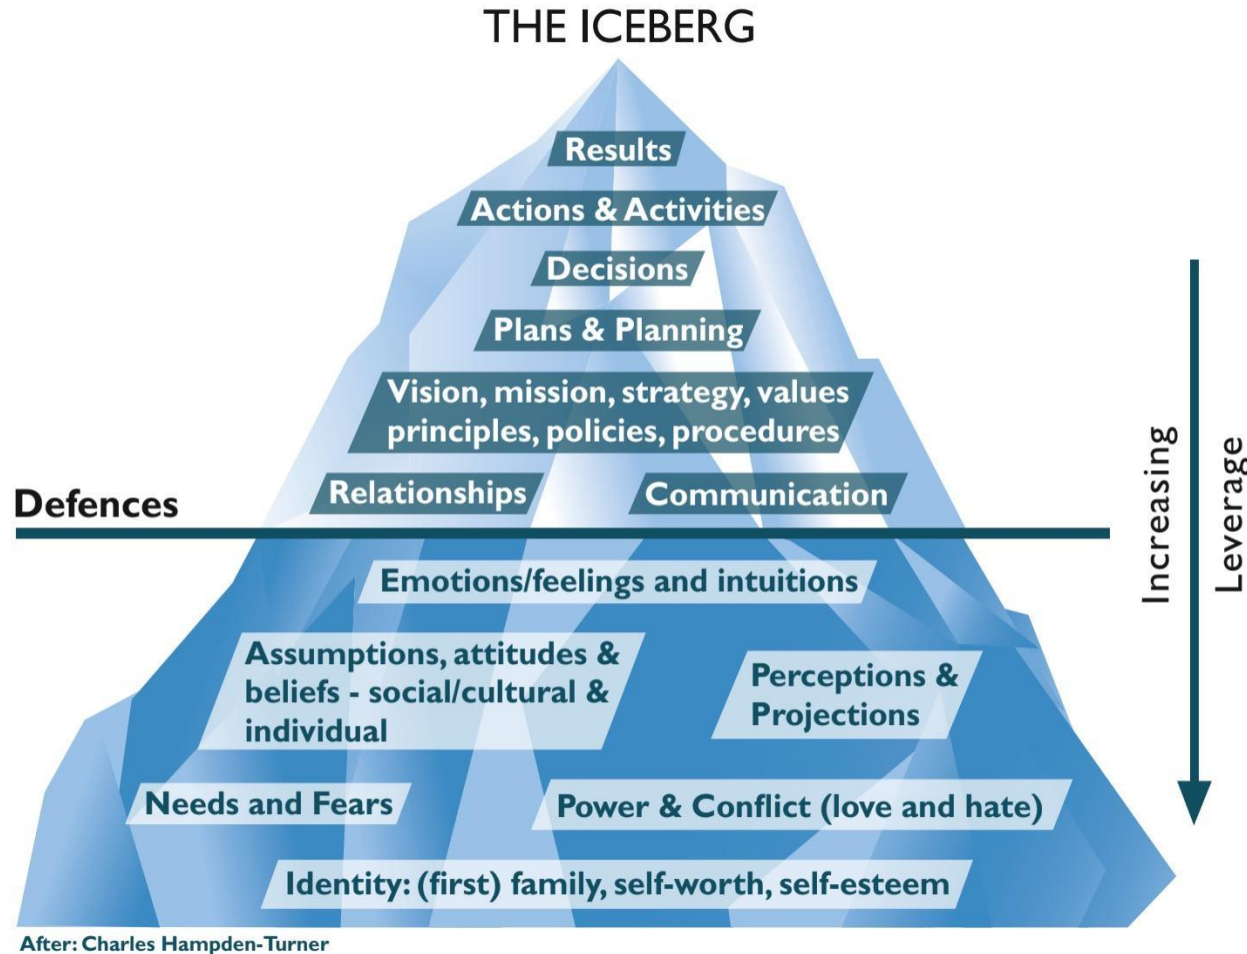 THE ICEBERG
Results
Actions & Activities
Decisions
Plans & Planning
Vision, mission, strategy, values
principles, policies, procedures
Relationships
Communication
Defences
Increasing
Leverage
Emotions/feelings and intuitions
Assumptions, attitudes &
beliefs - social/cultural &
individual
Perceptions &
Projections
Needs and Fears
Power & Conflict (love and hate)
Identity: (first) family, self-worth, self-esteem
After: Charles Hampden-Turner